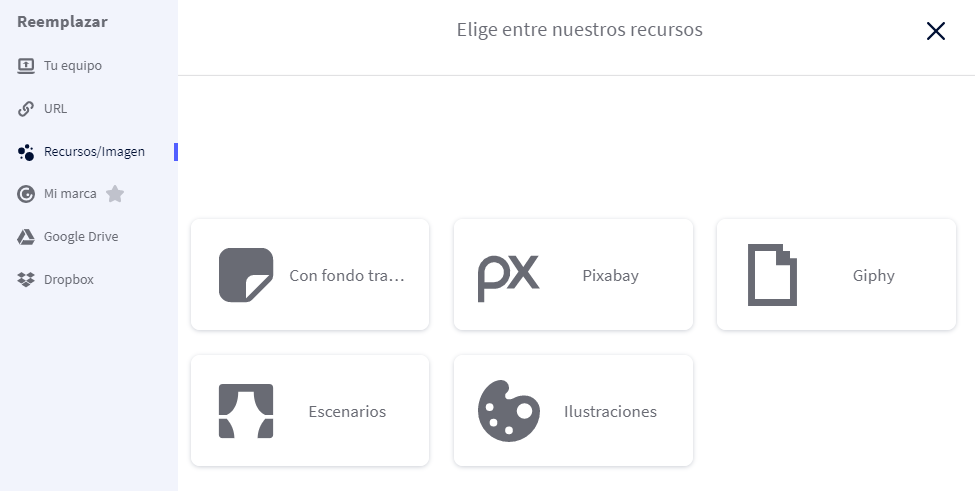 Reemplazar
Tu equipo
URL
Recursos/Imagen
Mi marca
Google Drive
Dropbox
Elige entre nuestros recursos
Con fondo tra...
px
Pixabay
Giphy
Escenarios
Ilustraciones